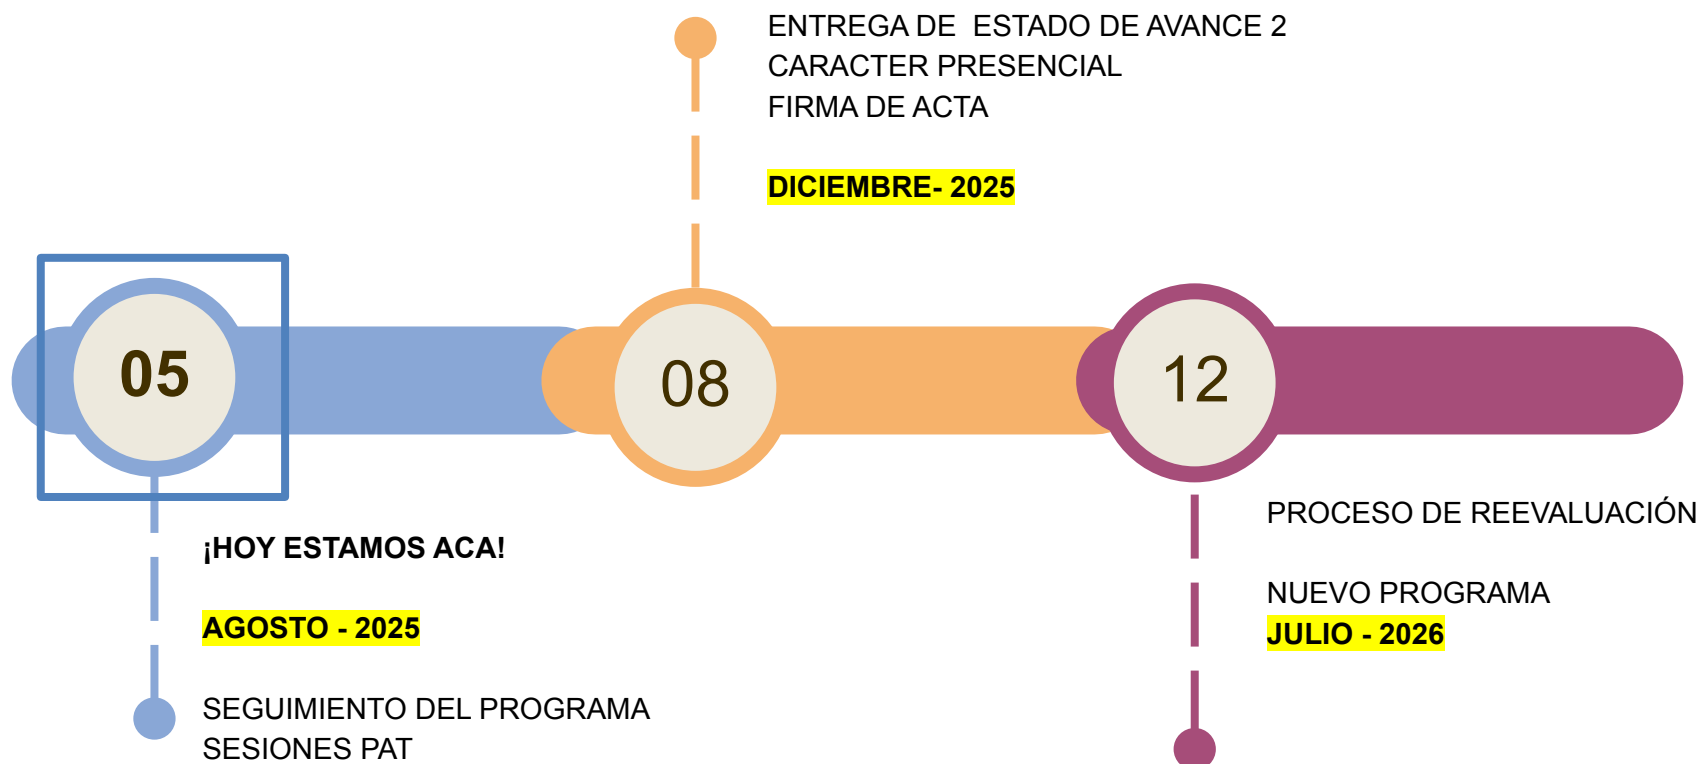 ENTREGA DE  ESTADO DE AVANCE 2
CARACTER PRESENCIAL
FIRMA DE ACTA
DICIEMBRE- 2025
05
08
12
¡HOY ESTAMOS ACA!
AGOSTO - 2025
SEGUIMIENTO DEL PROGRAMA
SESIONES PAT
PROCESO DE REEVALUACIÓN
NUEVO PROGRAMA
JULIO - 2026